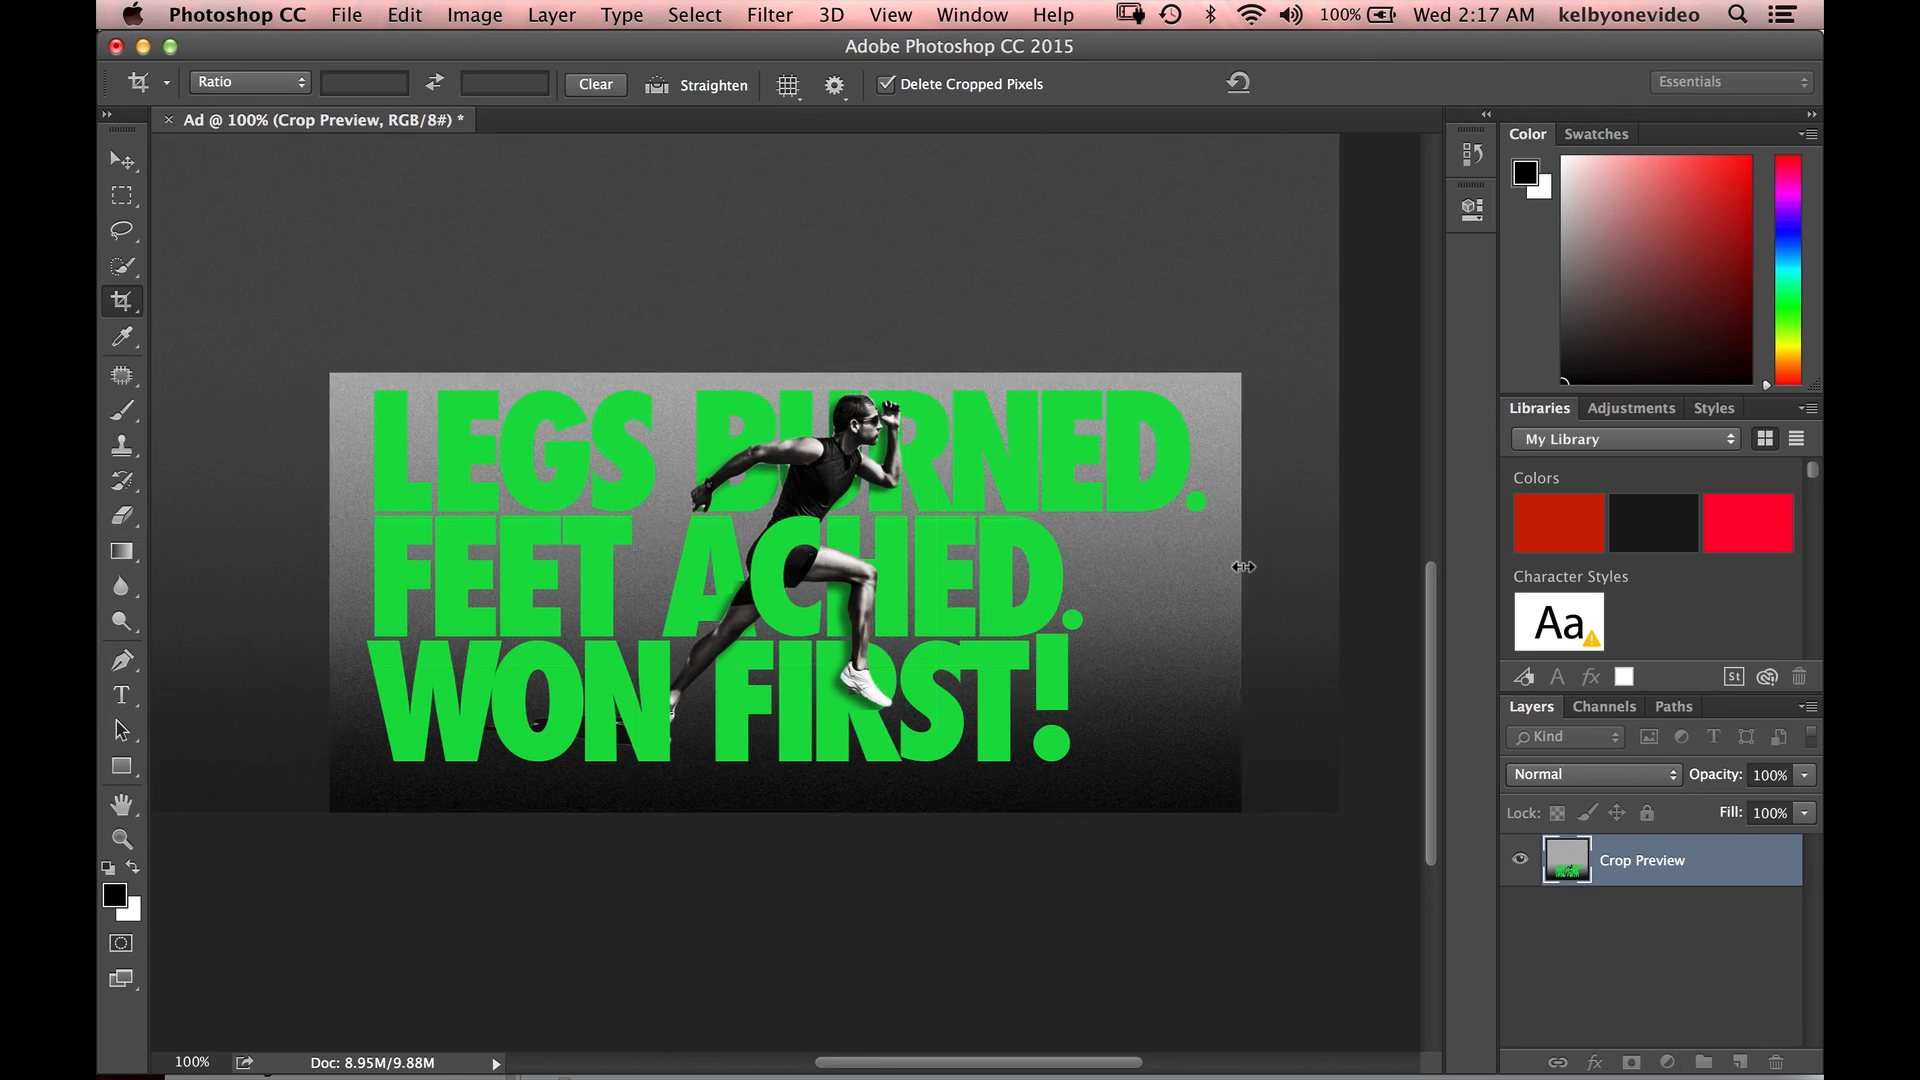 Photoshop CC File Edit Image Layer Type Select Filter 3D View Window Help 100% Wed 2:17 AM kelbyonevideo
Adobe Photoshop CC 2015
Ratio Clear Straighten Delete Cropped Pixels Essentials
Ad @ 100% (Crop Preview, RGB/8#) *
Color Swatches
LEGS BURNED.
FEET ACHED.
WON FIRST!
Libraries Adjustments Styles
My Library
Colors
Character Styles
Aa
A fx St
Layers Channels Paths
Kind T
Normal Opacity: 100%
Lock: Fill: 100%
Crop Preview
T
100% Doc: 8.95M/9.88M
fx